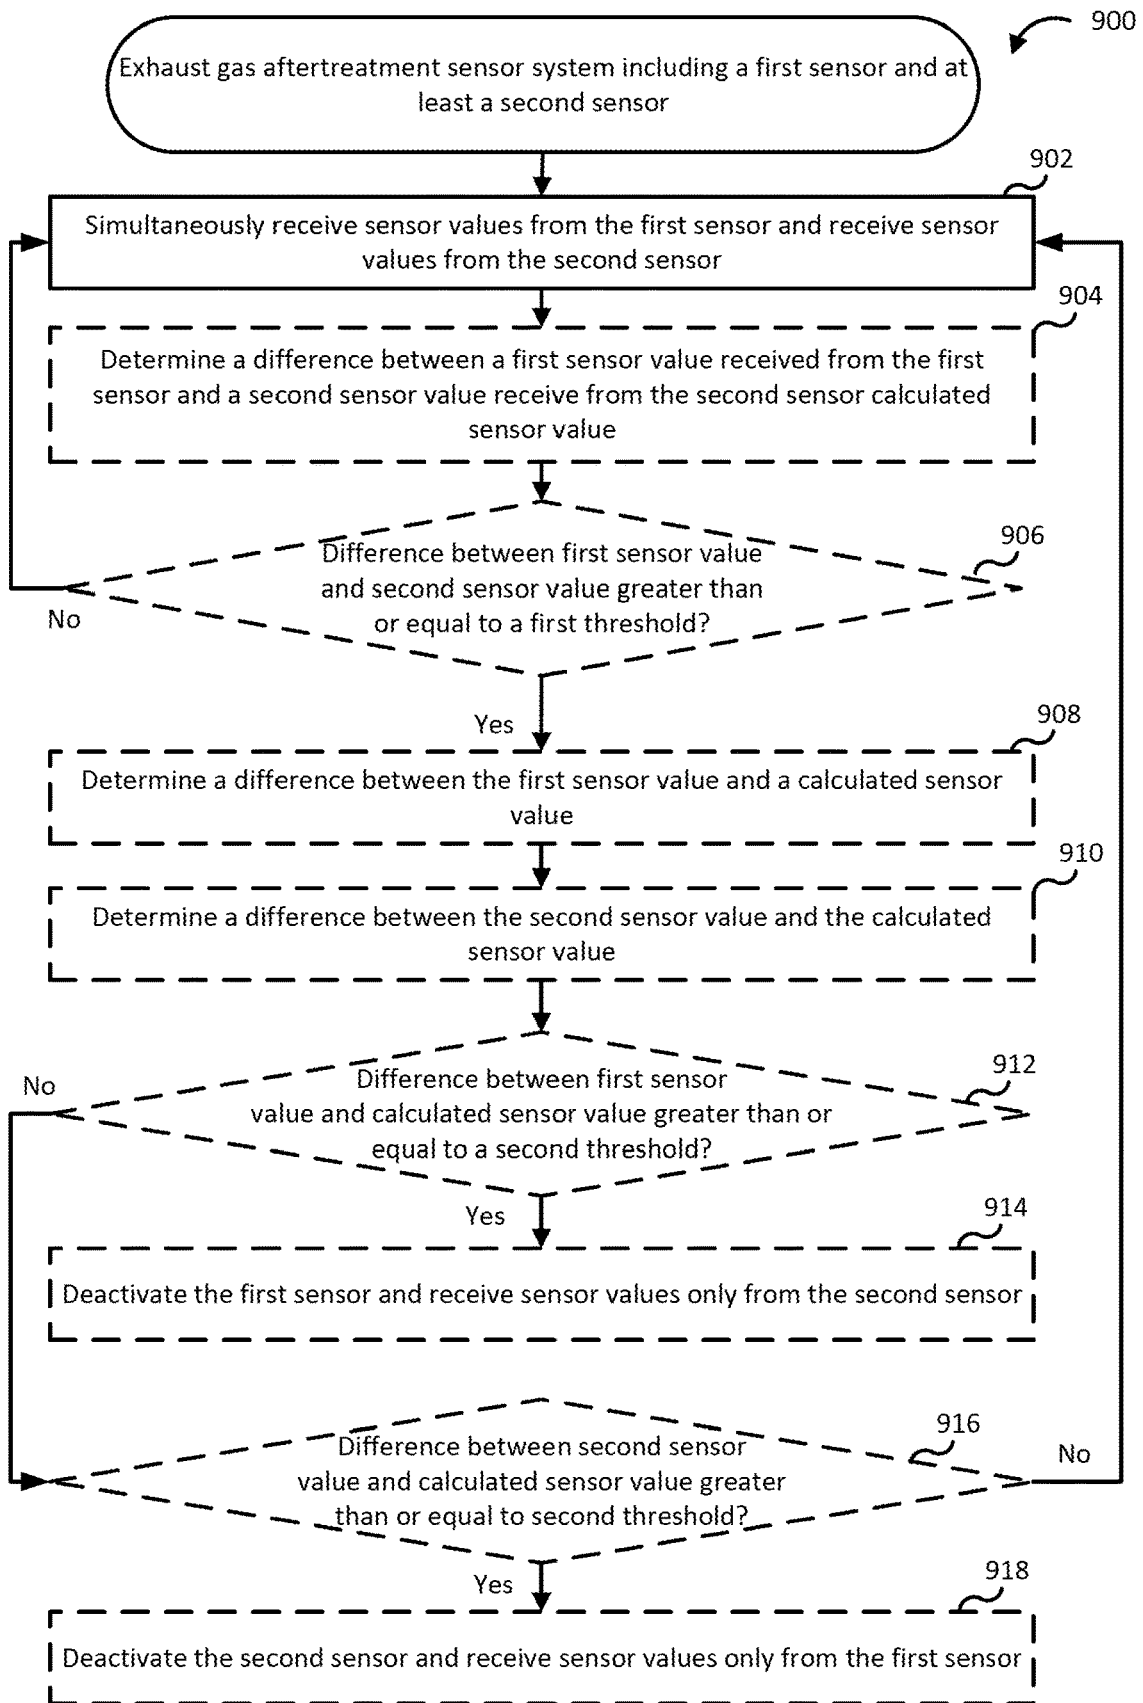 900
Exhaust gas aftertreatment sensor system including a first sensor and at
least a second sensor
902
Simultaneously receive sensor values from the first sensor and receive sensor
values from the second sensor
904
Determine a difference between a first sensor value received from the first
sensor and a second sensor value receive from the second sensor calculated
sensor value
906
Difference between first sensor value
and second sensor value greater than
or equal to a first threshold?
No
Yes
908
Determine a difference between the first sensor value and a calculated sensor
value
910
Determine a difference between the second sensor value and the calculated
sensor value
912
No
Difference between first sensor
value and calculated sensor value greater than or
equal to a second threshold?
Yes
914
Deactivate the first sensor and receive sensor values only from the second sensor
916
Difference between second sensor
value and calculated sensor value greater
than or equal to second threshold?
No
Yes
918
Deactivate the second sensor and receive sensor values only from the first sensor